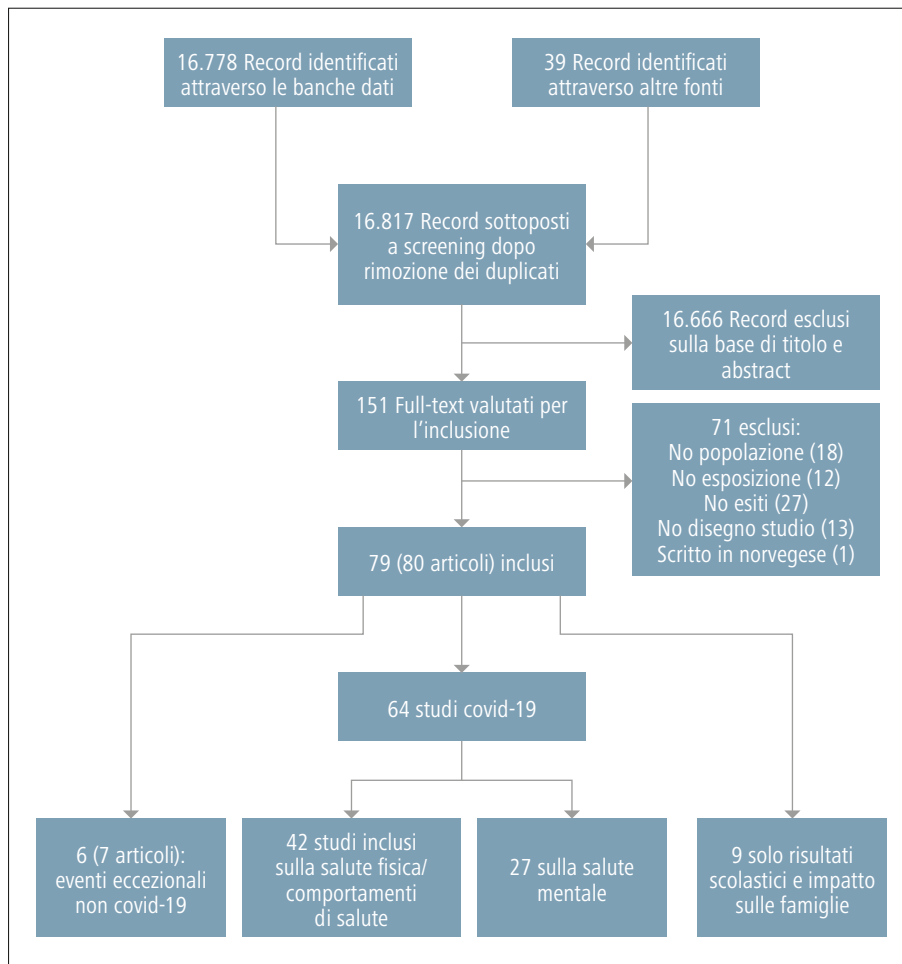 16.778 Record identificati
attraverso le banche dati
39 Record identificati
attraverso altre fonti
16.817 Record sottoposti
a screening dopo
rimozione dei duplicati
16.666 Record esclusi
sulla base di titolo e
abstract
151 Full-text valutati per
l’inclusione
71 esclusi:
No popolazione (18)
No esposizione (12)
No esiti (27)
No disegno studio (13)
Scritto in norvegese (1)
79 (80 articoli) inclusi
64 studi covid-19
6 (7 articoli):
eventi eccezionali
non covid-19
42 studi inclusi
sulla salute fisica/
comportamenti
di salute
27 sulla salute
mentale
9 solo risultati
scolastici e impatto
sulle famiglie